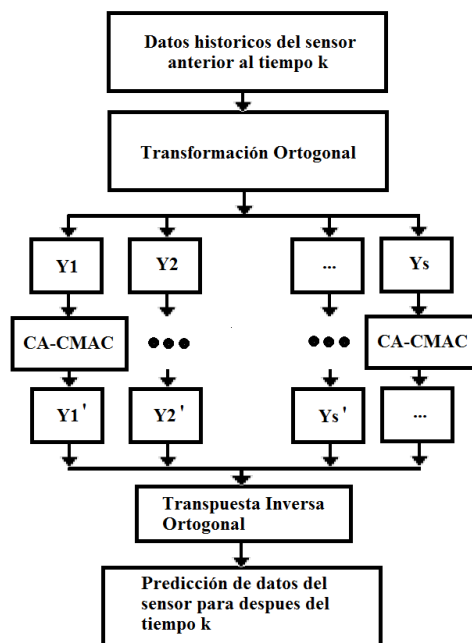 Datos historicos del sensor
anterior al tiempo k
Transformación Ortogonal
Y1 Y2 ... Ys
CA-CMAC CA-CMAC
Y1' Y2' Ys' ...
Transpuesta Inversa
Ortogonal
Predicción de datos del
sensor para despues del
tiempo k